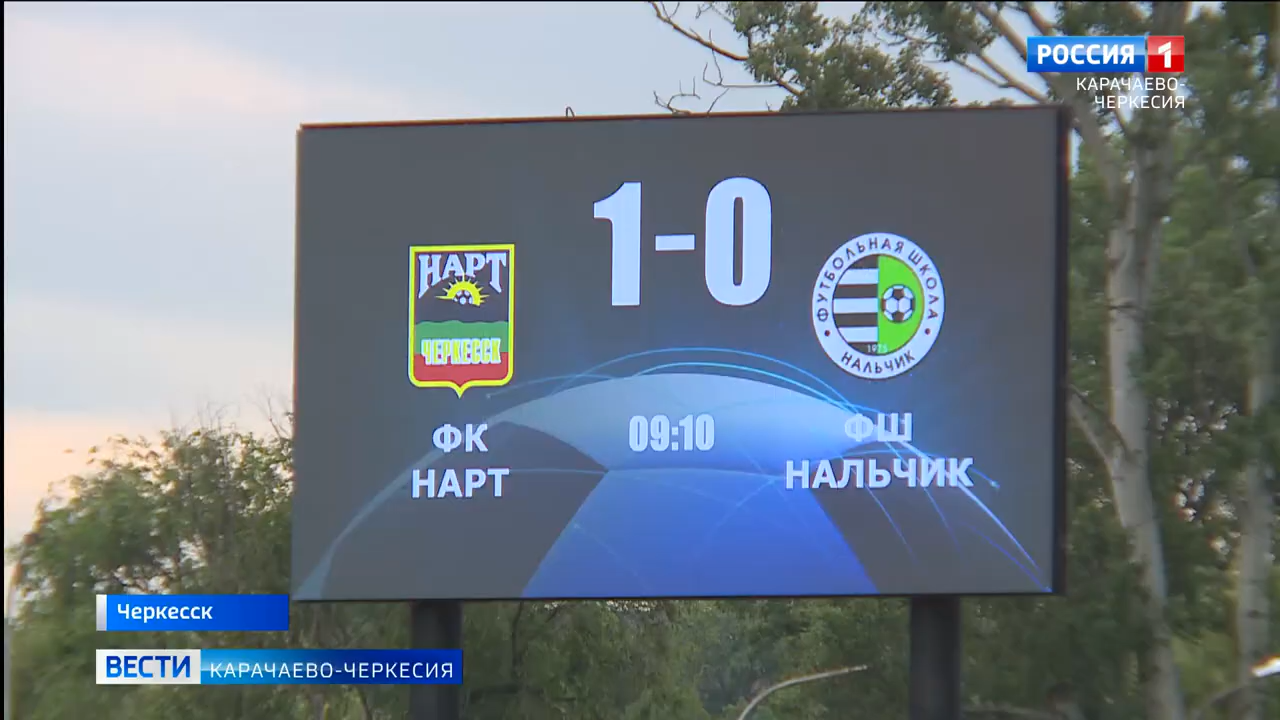 РОССИЯ 1
КАРАЧАЕВО-
ЧЕРКЕСИЯ
1-0
НАРТ
ЧЕРКЕССК
ФУТБОЛЬНАЯ ШКОЛА
НАЛЬЧИК
ФК
НАРТ
09:10
ФШ
НАЛЬЧИК
Черкесск
ВЕСТИ КАРАЧАЕВО-ЧЕРКЕСИЯ